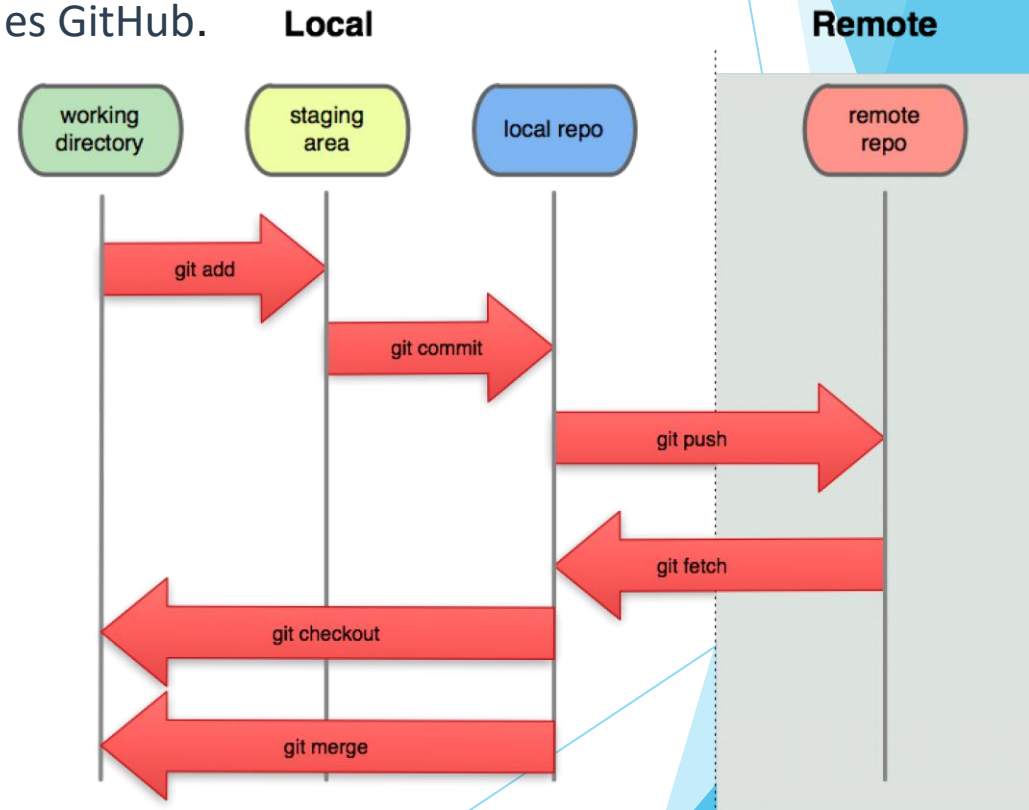 es GitHub.
Local
Remote
working
directory
staging
area
local repo
remote
repo
git add
git commit
git push
git fetch
git checkout
git merge